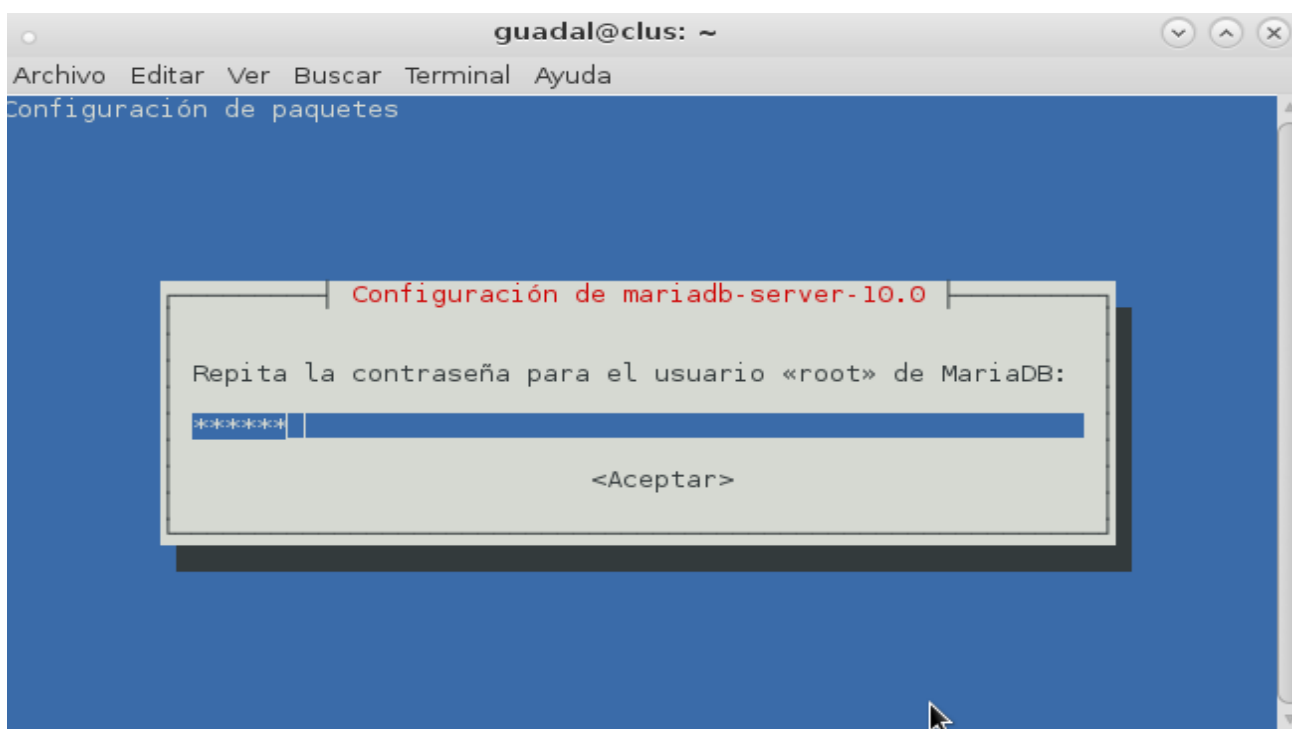 guadal@clus: ~
Archivo Editar Ver Buscar Terminal Ayuda
Configuración de paquetes
Configuración de mariadb-server-10.0
Repita la contraseña para el usuario «root» de MariaDB:
******
<Aceptar>